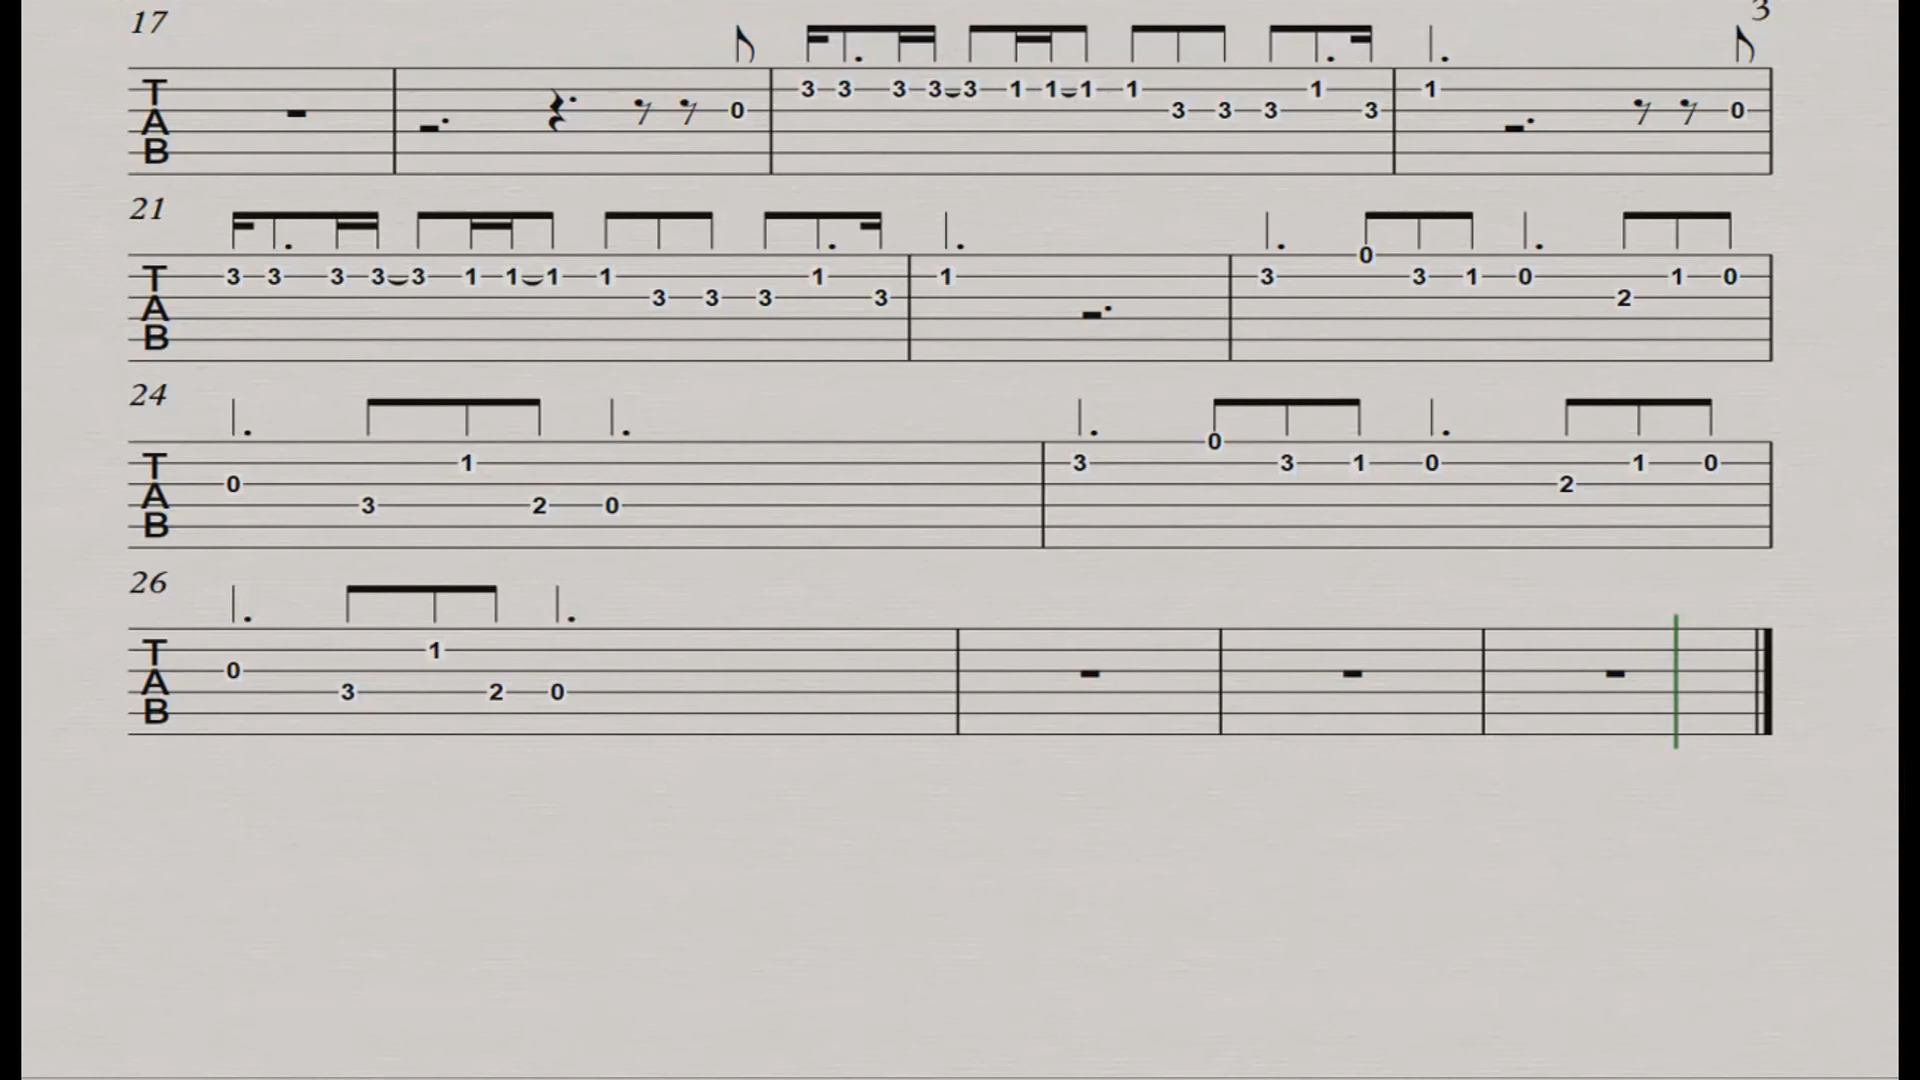 17 3
T A B 0 3 3 3 3 3 1 1 1 1 3 3 3 1 3 1 0
21
T A B 3 3 3 3 3 1 1 1 1 3 3 3 1 3 1 3 0 3 1 0 2 1 0
24
T A B 0 3 1 2 0 3 0 3 1 0 2 1 0
26
T A B 0 3 1 2 0